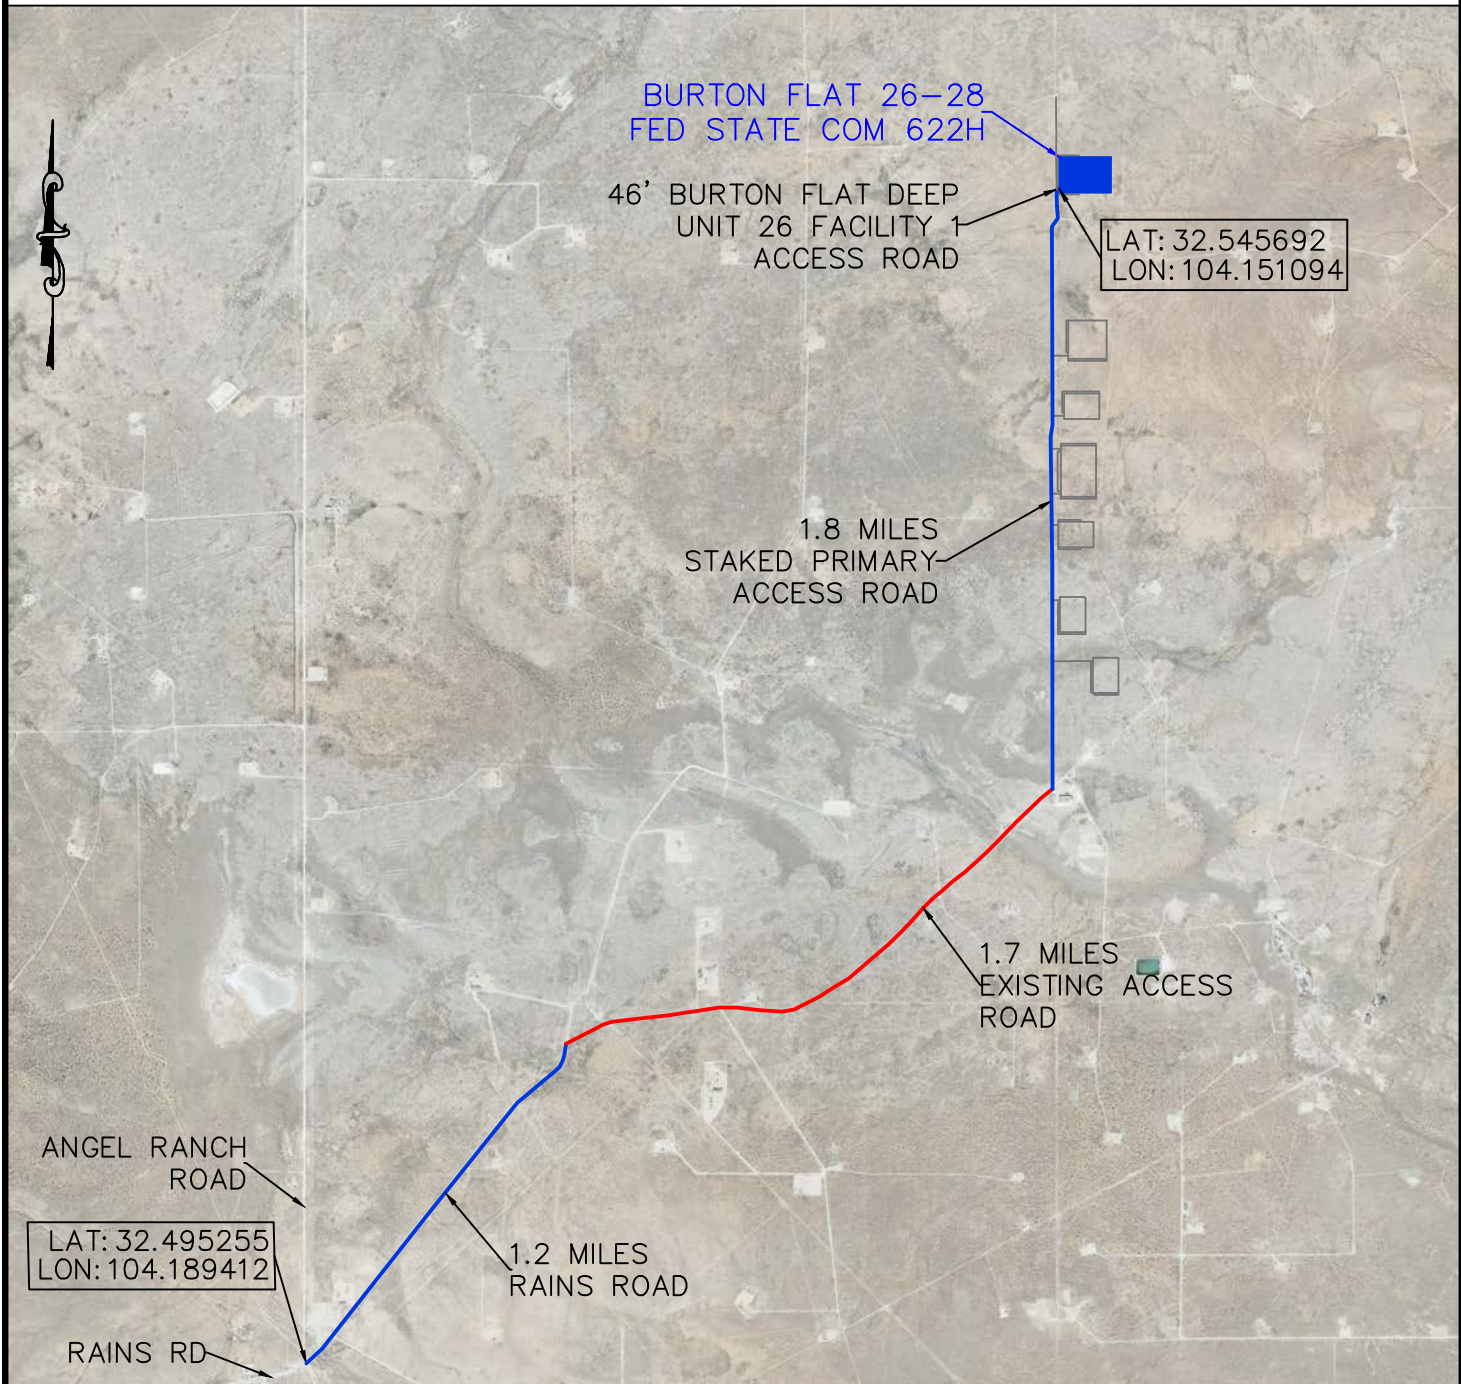 BURTON FLAT 26-28
FED STATE COM 622H
46' BURTON FLAT DEEP
UNIT 26 FACILITY 1
ACCESS ROAD
LAT: 32.545692
LON: 104.151094
1.8 MILES
STAKED PRIMARY
ACCESS ROAD
1.7 MILES
EXISTING ACCESS
ROAD
ANGEL RANCH
ROAD
LAT: 32.495255
LON: 104.189412
1.2 MILES
RAINS ROAD
RAINS RD